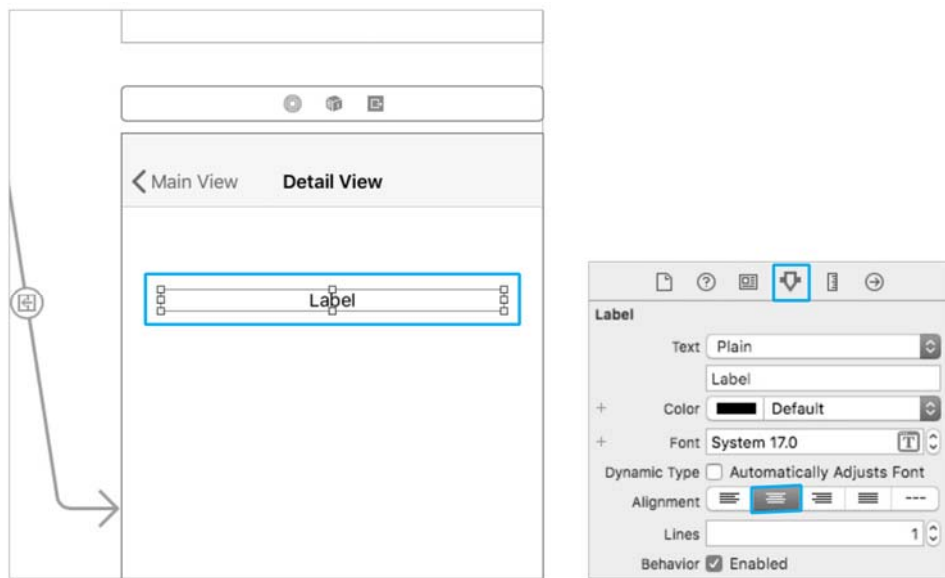 Main View
Detail View
Label
Label
Text
Plain
Label
Color
Default
Font
System 17.0
T
Dynamic Type
Automatically Adjusts Font
Alignment
Lines
1
Behavior
Enabled